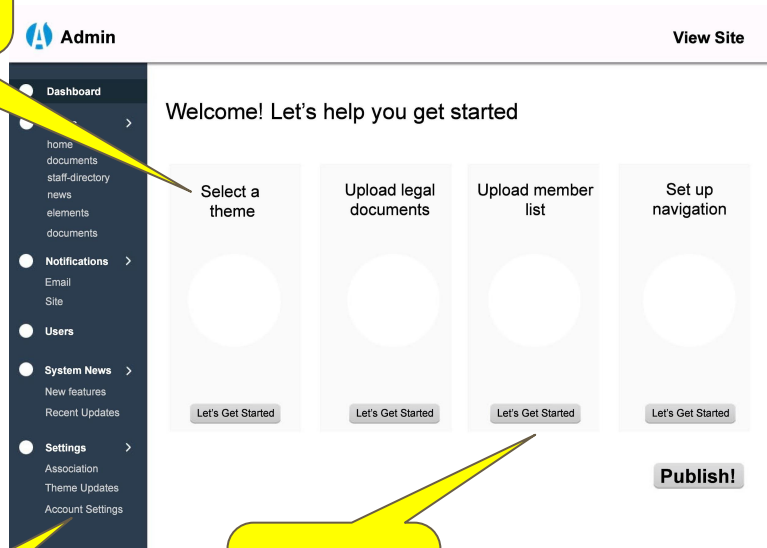 Admin
View Site
Dashboard
home
documents
staff-directory
news
elements
documents
Notifications >
Email
Site
Users
System News >
New features
Recent Updates
Settings >
Association
Theme Updates
Account Settings
Welcome! Let's help you get started
Select a
theme
Let's Get Started
Upload legal
documents
Let's Get Started
Upload member
list
Let's Get Started
Set up
navigation
Let's Get Started
Publish!